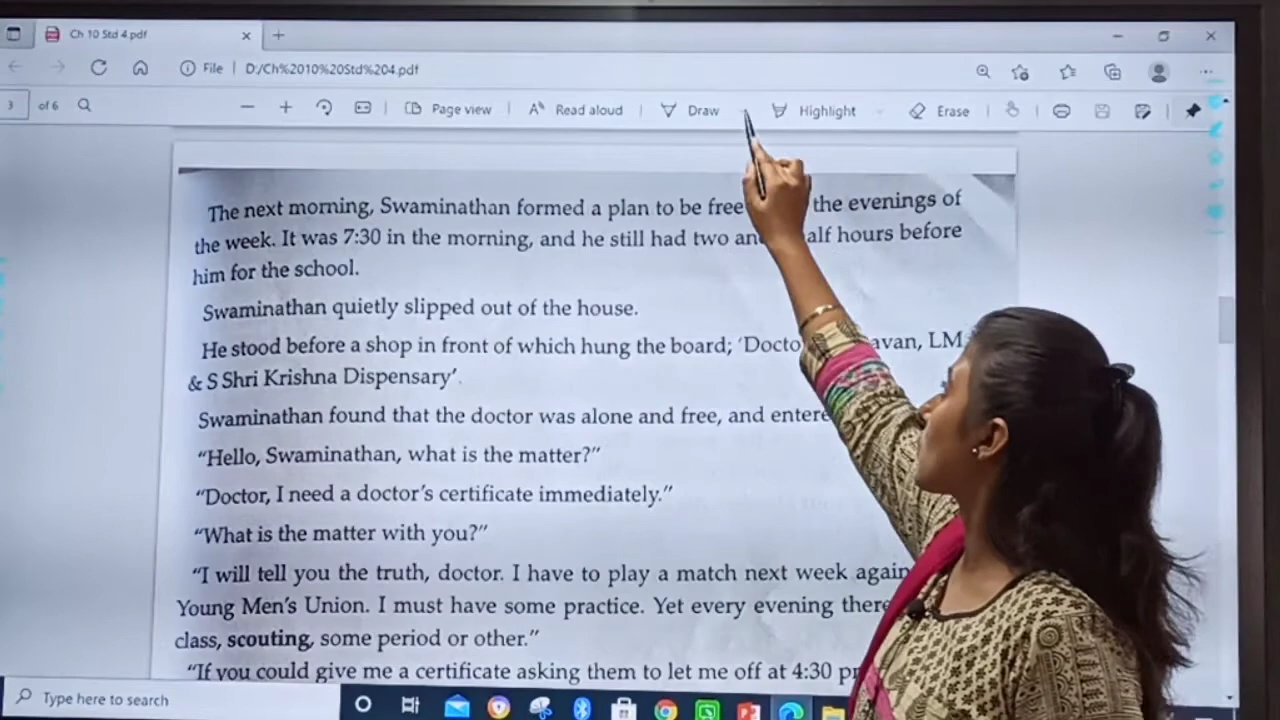 Ch 10 Std 4.pdf
File D:/Ch%2010%20Std%204.pdf
3 of 6 Page view Read aloud Draw Highlight Erase
The next morning, Swaminathan formed a plan to be free the evenings of
the week. It was 7:30 in the morning, and he still had two hours before
him for the school.
Swaminathan quietly slipped out of the house.
He stood before a shop in front of which hung the board; 'Docto avan, LM
& S Shri Krishna Dispensary'.
Swaminathan found that the doctor was alone and free, and entere
"Hello, Swaminathan, what is the matter?"
"Doctor, I need a doctor's certificate immediately."
"What is the matter with you?"
"I will tell you the truth, doctor. I have to play a match next week again
Young Men's Union. I must have some practice. Yet every evening there
class, scouting, some period or other."
"If you could give me a certificate asking them to let me off at 4:30
Type here to search